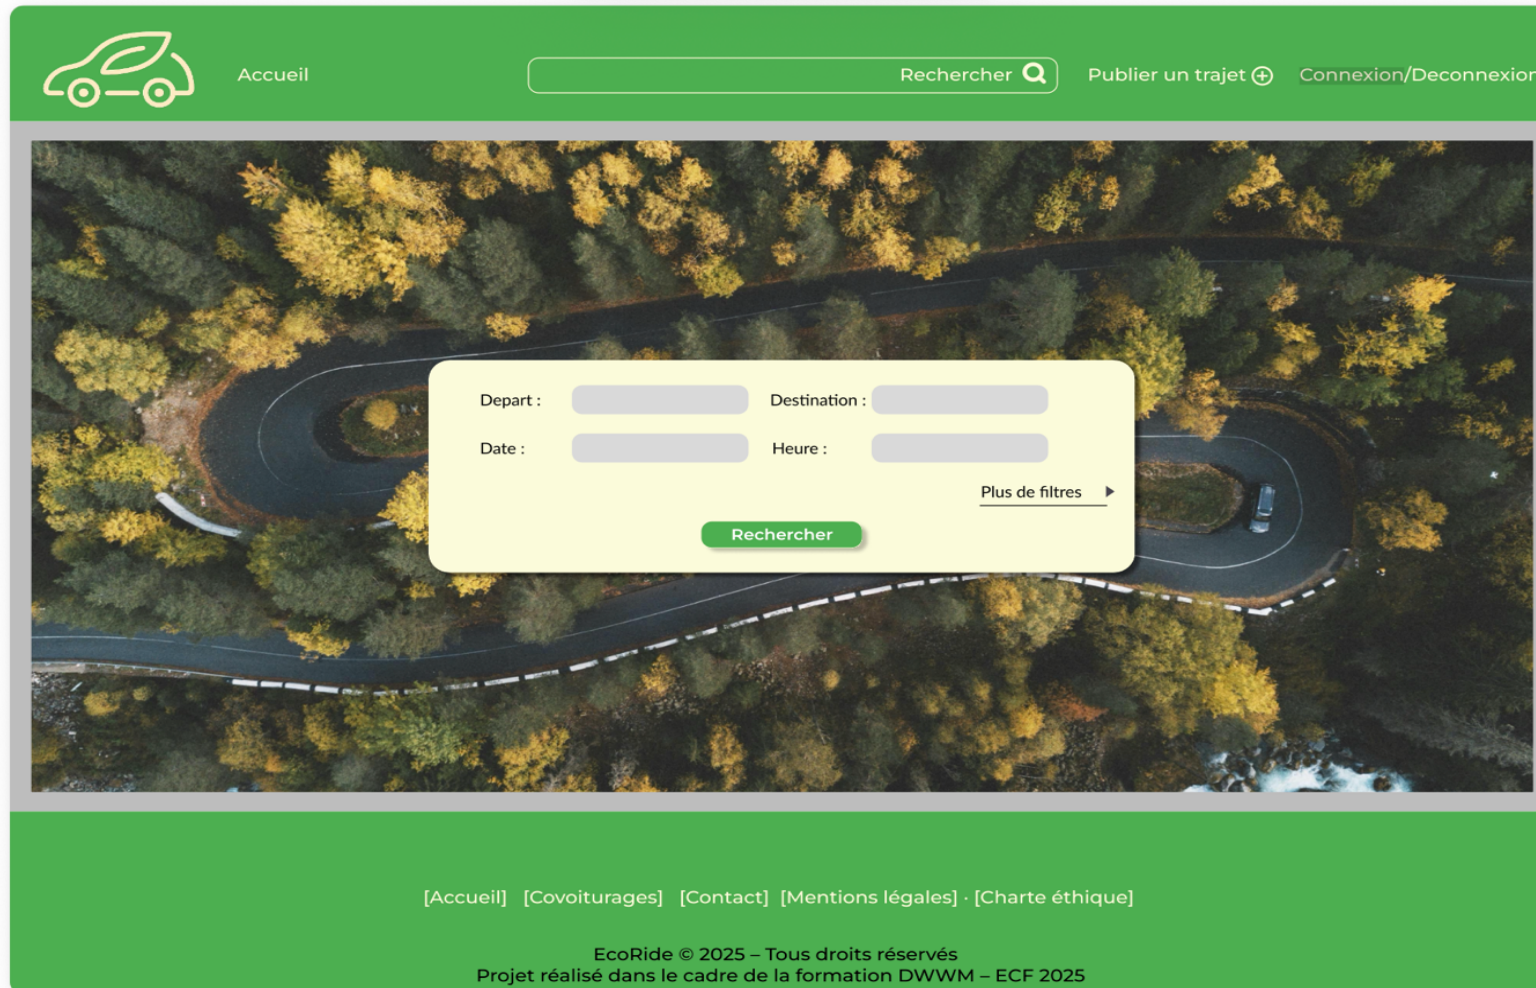 Accueil Rechercher Publier un trajet Connexion/Deconnexion
Depart : Destination :
Date : Heure :
Plus de filtres
Rechercher
[Accueil] [Covoiturages] [Contact] [Mentions légales] · [Charte éthique]
EcoRide © 2025 – Tous droits réservés
Projet réalisé dans le cadre de la formation DWWM – ECF 2025